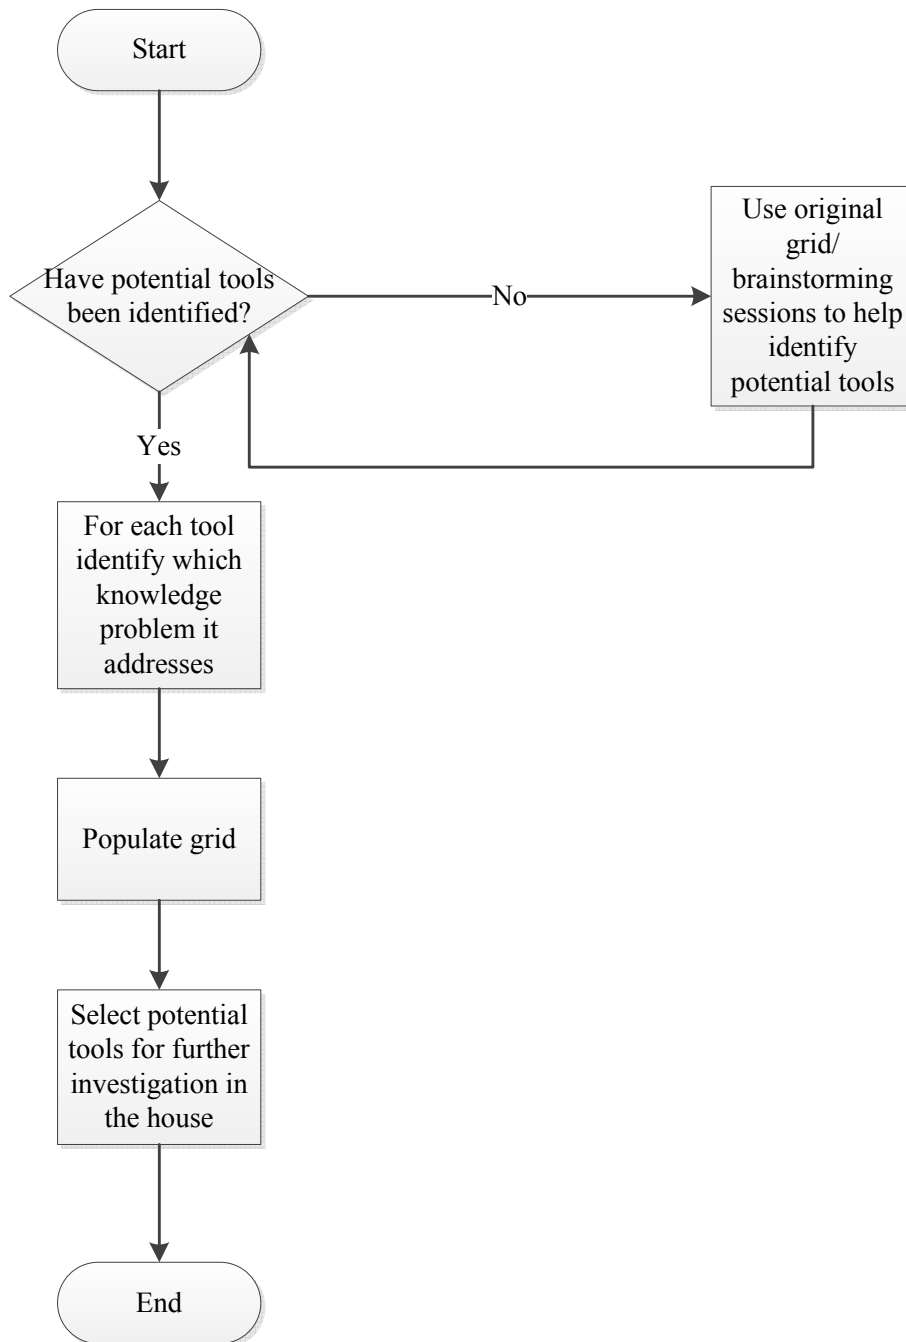 Start
Have potential tools
been identified?
No
Use original
grid/
brainstorming
sessions to help
identify
potential tools
Yes
For each tool
identify which
knowledge
problem it
addresses
Populate grid
Select potential
tools for further
investigation in
the house
End